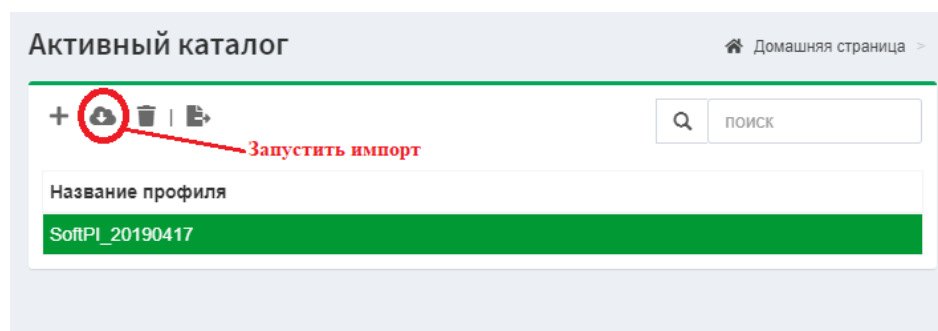 Активный каталог
Домашняя страница >
поиск
Запустить импорт
Название профиля
SoftPI_20190417